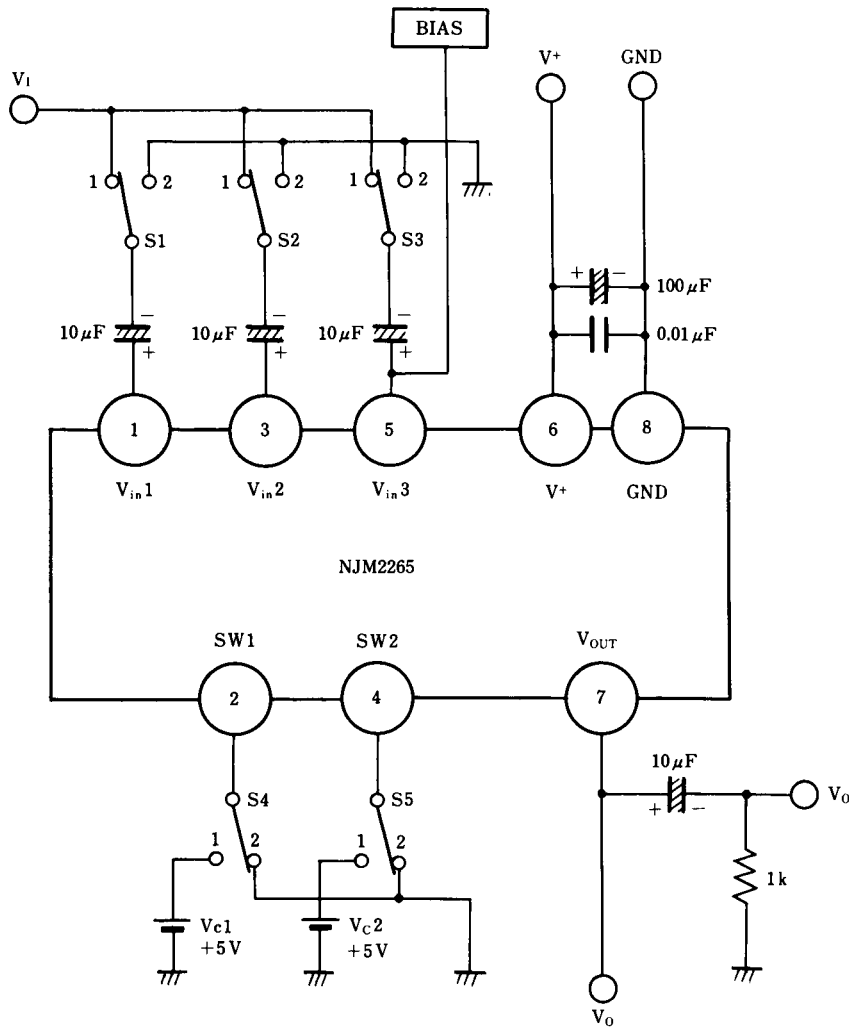 BIAS
V+ GND
VI
1 2 1 2 1 2
S1 S2 S3
+ − 100μF
− − −
10μF 10μF 10μF 0.01μF
+ + +
1 3 5 6 8
Vin1 Vin2 Vin3 V+ GND
NJM2265
SW1 SW2 VOUT
2 4 7
10μF
S4 S5 + − VO
1 2 1 2
1k
Vc1 VC2
+5V +5V
VO